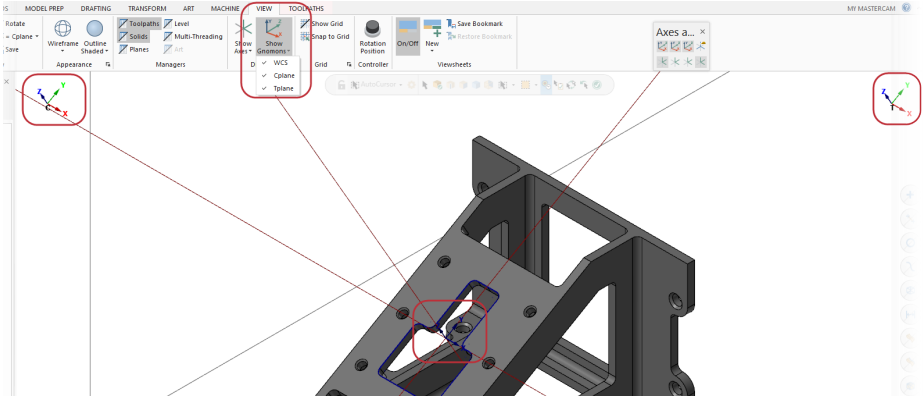 MODEL PREP DRAFTING TRANSFORM ART MACHINE VIEW TOOLPATHS MY MASTERCAM
Rotate
Cplane
Save
Wireframe
Outline
Shaded
Appearance
Toolpaths
Solids
Planes
Level
Multi-Threading
Art
Managers
Show
Axes
Show
Gnomons
WCS
Cplane
Tplane
D
Show Grid
Snap to Grid
Grid
Rotation
Position
Controller
On/Off
New
Save Bookmark
Restore Bookmark
Viewsheets
Axes a...
AutoCursor
Z Y
C X
Z Y
T X